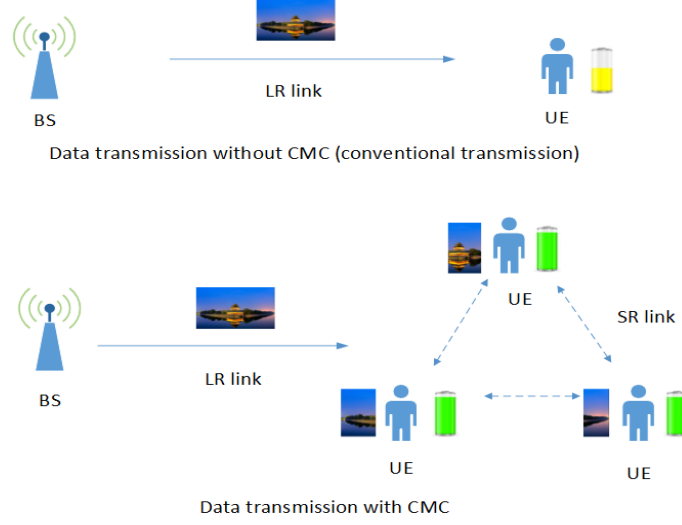 LR link
BS
UE
Data transmission without CMC (conventional transmission)
UE
SR link
LR link
BS
UE
UE
Data transmission with CMC